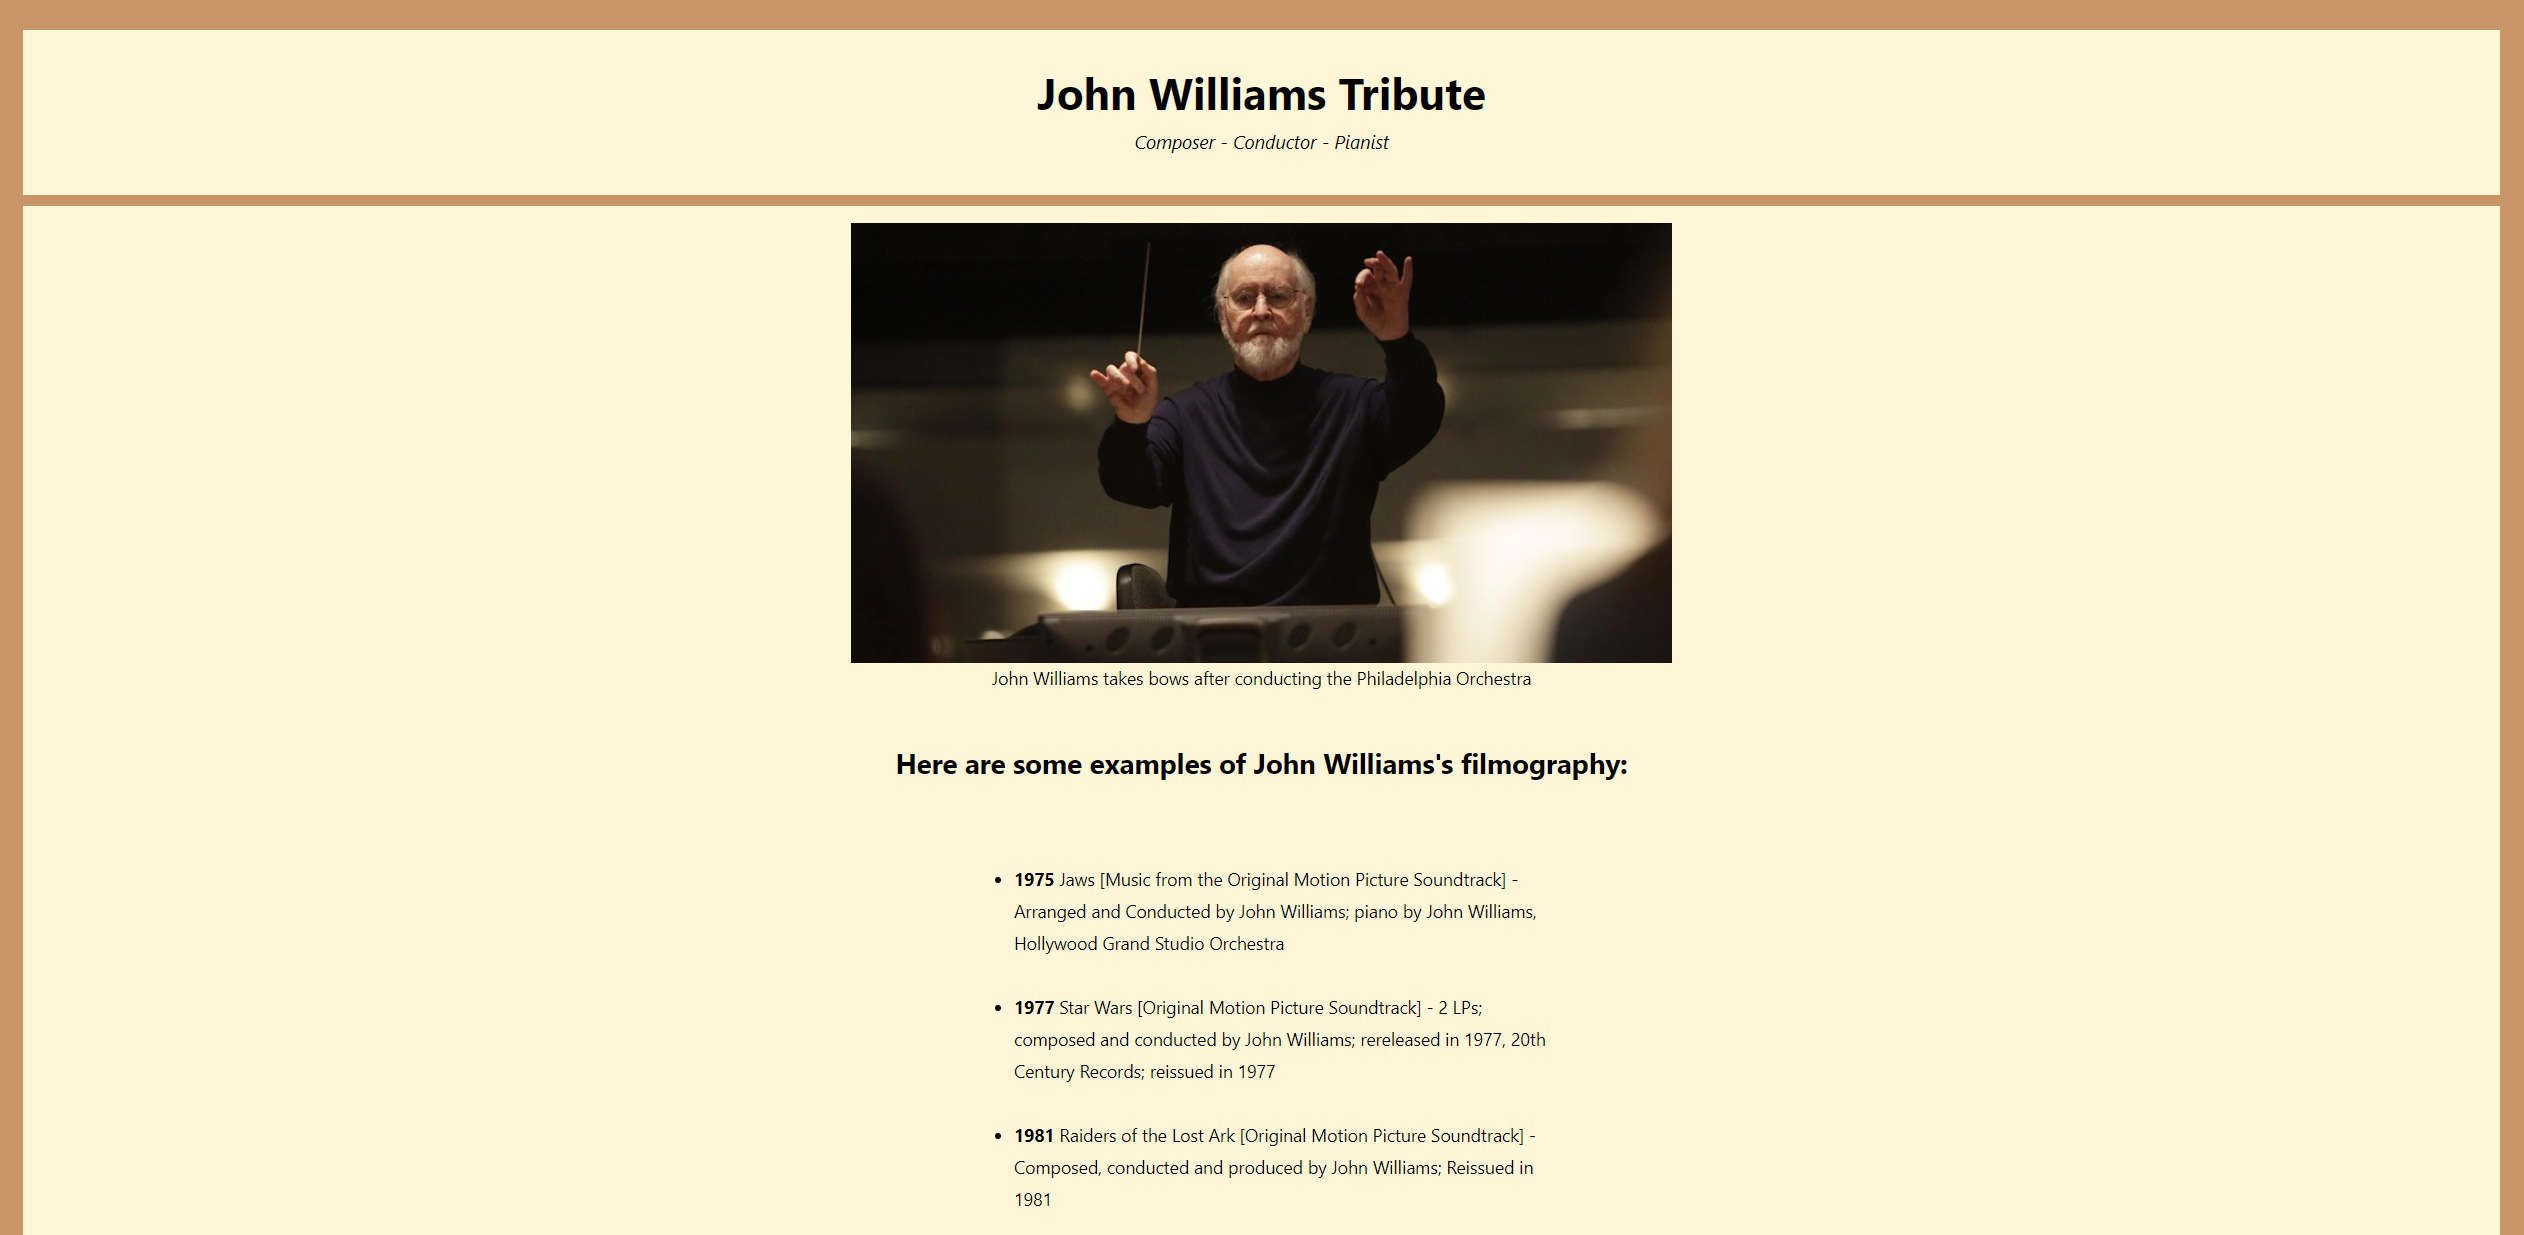 John Williams Tribute
Composer - Conductor - Pianist
John Williams takes bows after conducting the Philadelphia Orchestra
Here are some examples of John Williams's filmography:
• 1975 Jaws [Music from the Original Motion Picture Soundtrack] -
Arranged and Conducted by John Williams; piano by John Williams,
Hollywood Grand Studio Orchestra
• 1977 Star Wars [Original Motion Picture Soundtrack] - 2 LPs;
composed and conducted by John Williams; rereleased in 1977, 20th
Century Records; reissued in 1977
• 1981 Raiders of the Lost Ark [Original Motion Picture Soundtrack] -
Composed, conducted and produced by John Williams; Reissued in
1981